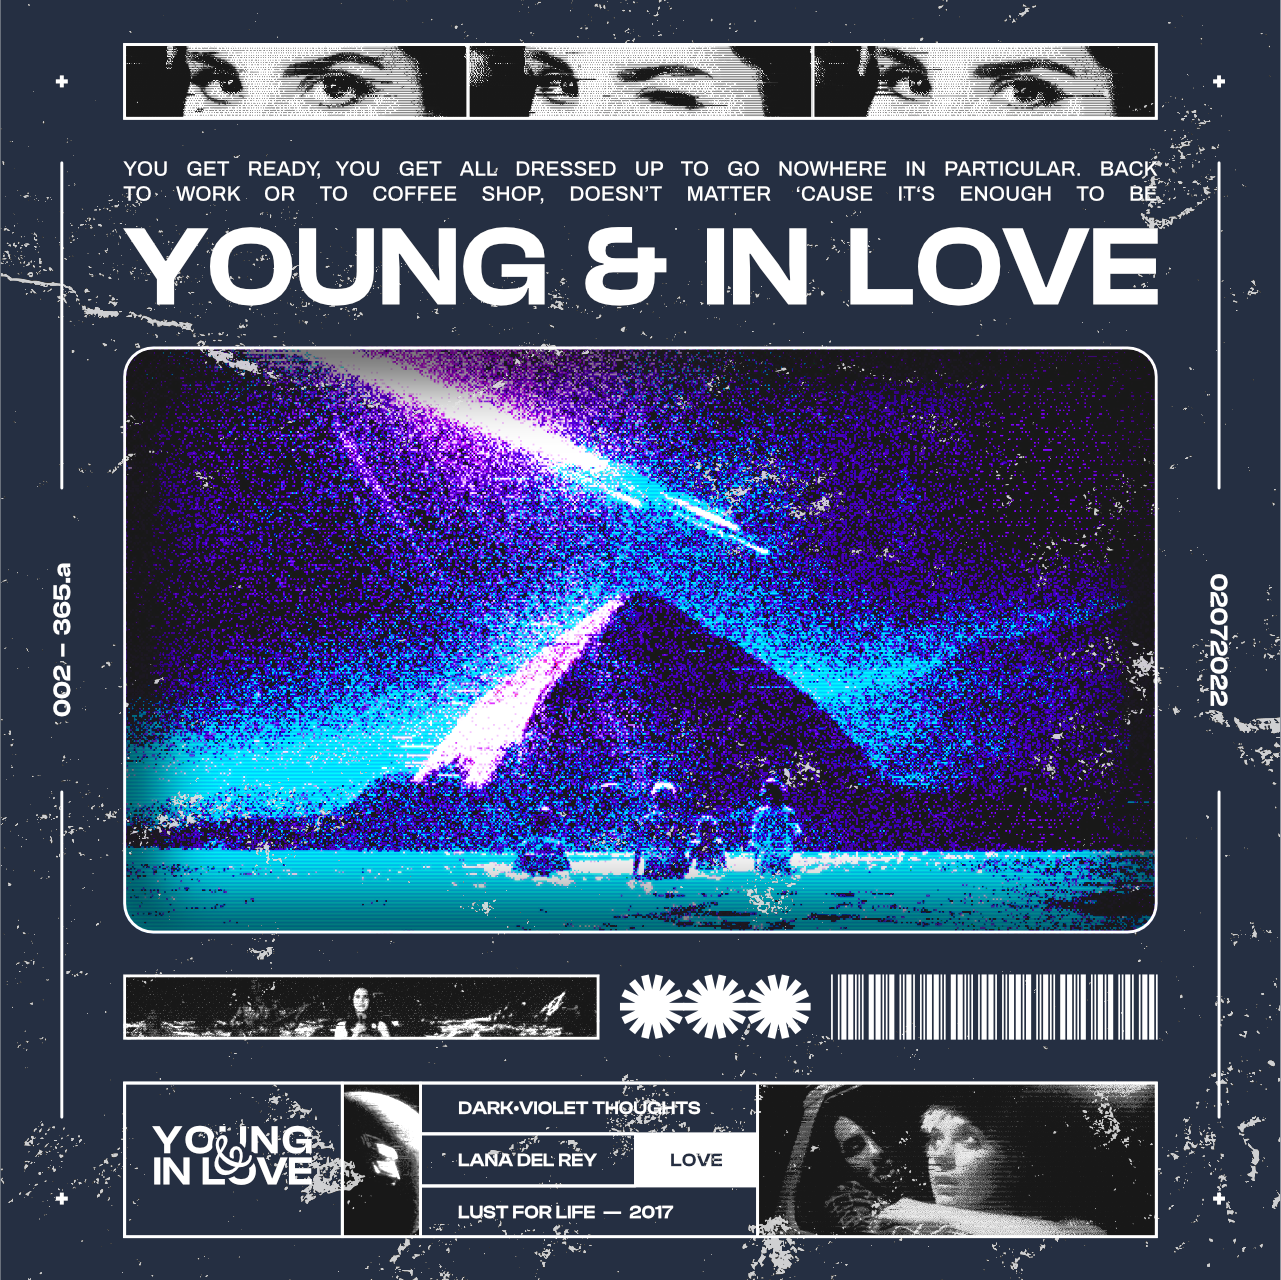 YOU GET READY, YOU GET ALL DRESSED UP TO GO NOWHERE IN PARTICULAR. BACK
TO WORK OR TO COFFEE SHOP, DOESN'T MATTER ‘CAUSE IT‘S ENOUGH TO BE
YOUNG & IN LOVE
002 – 365.a
02072022
YOUNG
&
IN LOVE
DARK•VIOLET THOUGHTS
LANA DEL REY
LOVE
LUST FOR LIFE — 2017